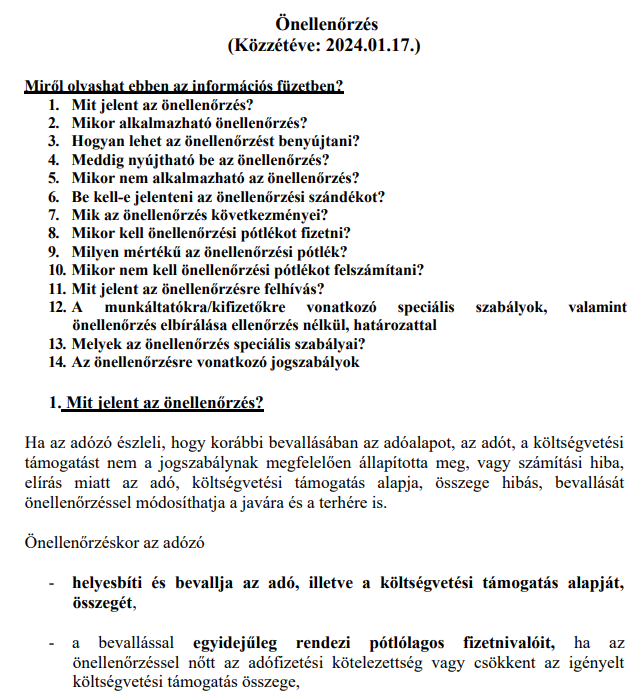 Önellenőrzés
(Közzétéve: 2024.01.17.)
Miről olvashat ebben az információs füzetben?
1. Mit jelent az önellenőrzés?
2. Mikor alkalmazható önellenőrzés?
3. Hogyan lehet az önellenőrzést benyújtani?
4. Meddig nyújtható be az önellenőrzés?
5. Mikor nem alkalmazható az önellenőrzés?
6. Be kell-e jelenteni az önellenőrzési szándékot?
7. Mik az önellenőrzés következményei?
8. Mikor kell önellenőrzési pótlékot fizetni?
9. Milyen mértékű az önellenőrzési pótlék?
10. Mikor nem kell önellenőrzési pótlékot felszámítani?
11. Mit jelent az önellenőrzésre felhívás?
12. A munkáltatókra/kifizetőkre vonatkozó speciális szabályok, valamint
önellenőrzés elbírálása ellenőrzés nélkül, határozattal
13. Melyek az önellenőrzés speciális szabályai?
14. Az önellenőrzésre vonatkozó jogszabályok
1. Mit jelent az önellenőrzés?
Ha az adózó észleli, hogy korábbi bevallásában az adóalapot, az adót, a költségvetési
támogatást nem a jogszabálynak megfelelően állapította meg, vagy számítási hiba,
elírás miatt az adó, költségvetési támogatás alapja, összege hibás, bevallását
önellenőrzéssel módosíthatja a javára és a terhére is.
Önellenőrzéskor az adózó
- helyesbíti és bevallja az adó, illetve a költségvetési támogatás alapját,
összegét,
- a bevallással egyidejűleg rendezi pótlólagos fizetnivalóit, ha az
önellenőrzéssel nőtt az adófizetési kötelezettség vagy csökkent az igényelt
költségvetési támogatás összege,